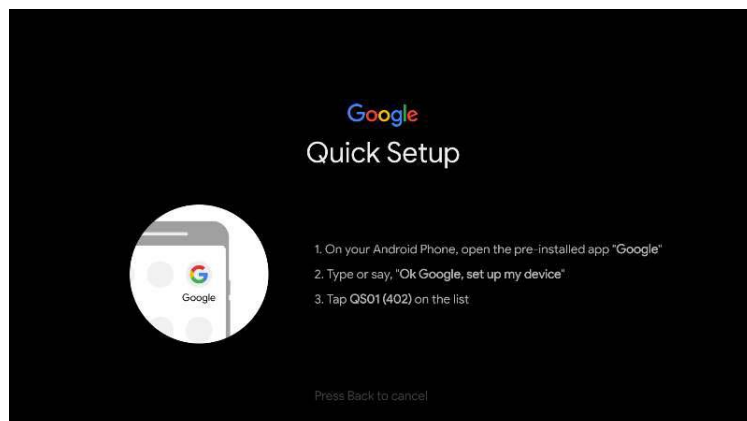 Google
Quick Setup
1. On your Android Phone, open the pre-installed app "Google"
2. Type or say, "Ok Google, set up my device"
G
Google
3. Tap QS01 (402) on the list
Press Back to cancel